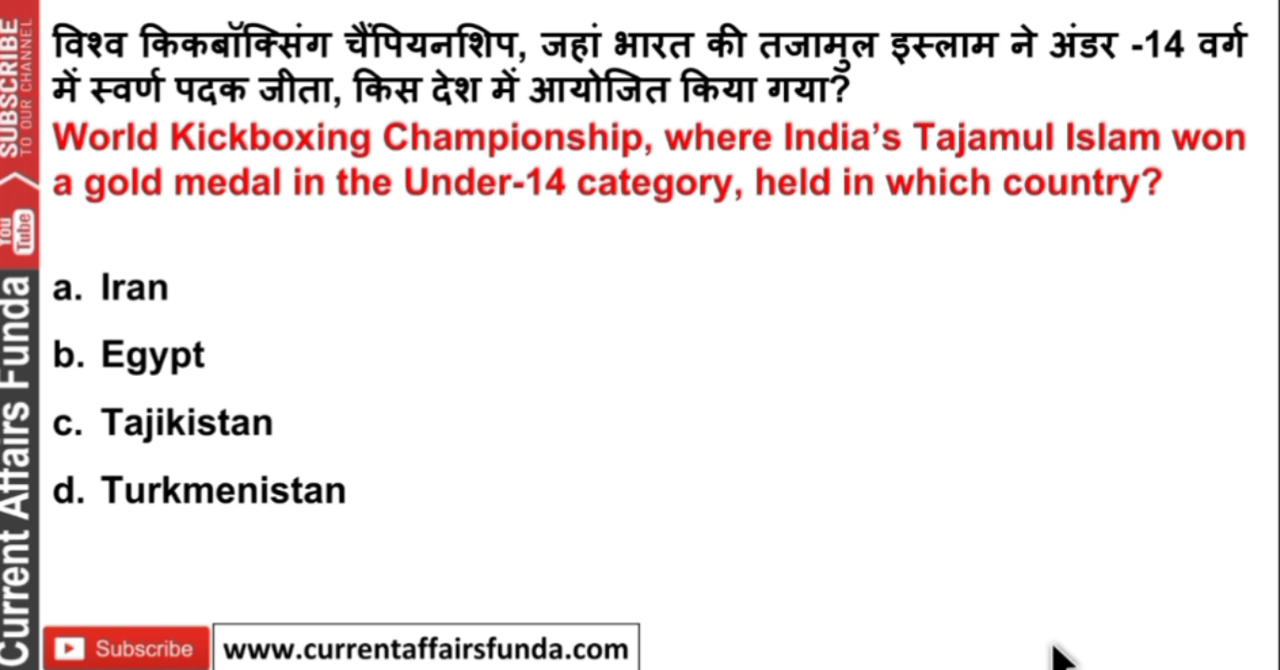 विश्व किकबॉक्सिंग चैंपियनशिप, जहां भारत की तजामुल इस्लाम ने अंडर -14 वर्ग
में स्वर्ण पदक जीता, किस देश में आयोजित किया गया?
World Kickboxing Championship, where India's Tajamul Islam won
a gold medal in the Under-14 category, held in which country?
a. Iran
b. Egypt
c. Tajikistan
d. Turkmenistan
Subscribe
www.currentaffairsfunda.com
SUBSCRIBE
TO OUR CHANNEL
You
Tube
Current Affairs Funda